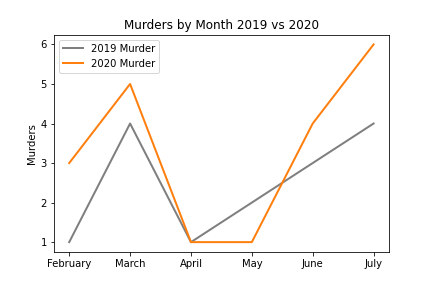 Murders by Month 2019 vs 2020
2019 Murder
2020 Murder
Murders
6
5
4
3
2
1
February March April May June July